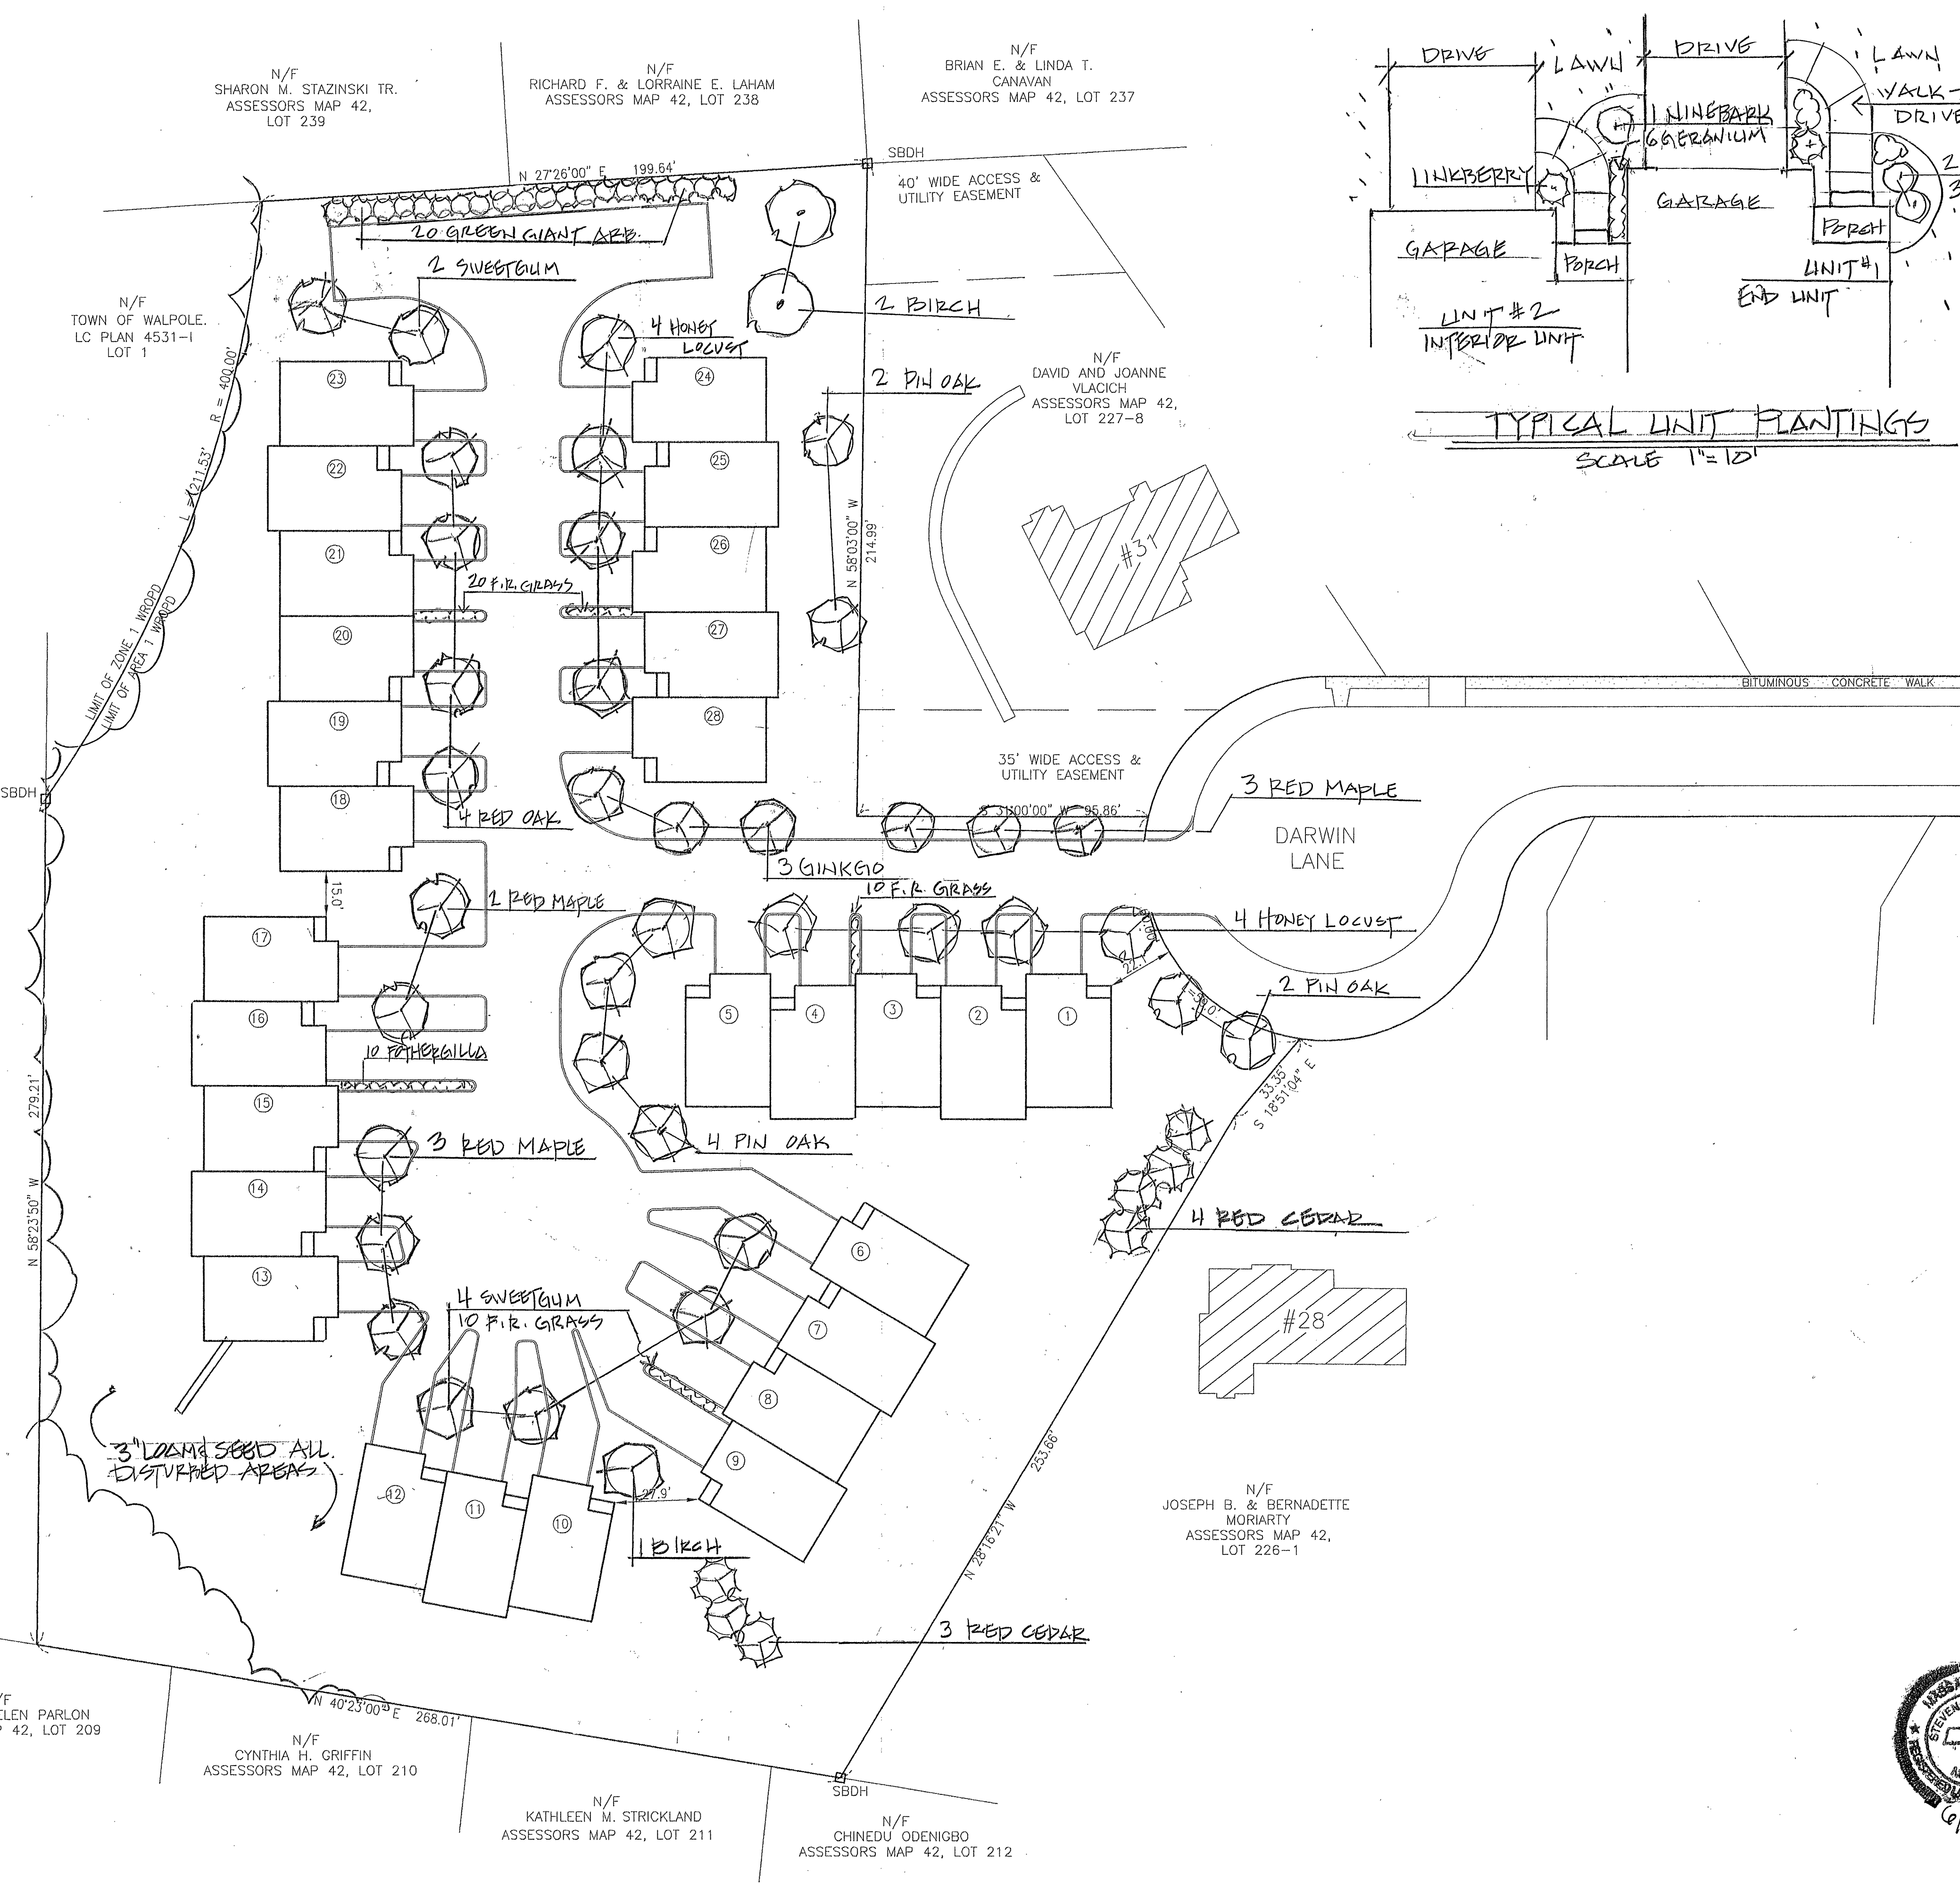 N/F
SHARON M. STAZINSKI TR.
ASSESSORS MAP 42,
LOT 239
N/F
RICHARD F. & LORRAINE E. LAHAM
ASSESSORS MAP 42, LOT 238
N/F
BRIAN E. & LINDA T.
CANAVAN
ASSESSORS MAP 42, LOT 237
DRIVE
LAWN
DRIVE
LAWN
WALK-
DRIVE
1 NINEBARK
6 GERANIUM
GARAGE
GARAGE
PORCH
PORCH
UNIT #1
END UNIT
UNIT #2
INTERIOR UNIT
TYPICAL UNIT PLANTINGS
SCALE 1"=10'
N 27°26'00" E 199.64'
SBDH
40' WIDE ACCESS &
UTILITY EASEMENT
20 GREEN GIANT ARB.
2 SWEETGUM
2 BIRCH
4 HONEY
LOCUST
N/F
TOWN OF WALPOLE.
LC PLAN 4531-I
LOT 1
R = 400.00'
L = 211.53'
LIMIT OF ZONE 1 WROPD
LIMIT OF AREA 1 WROPD
2 PIN OAK
N/F
DAVID AND JOANNE
VLACICH
ASSESSORS MAP 42,
LOT 227-8
#31
N 58°03'00" W
214.99'
23
24
22
25
21
26
20 F.R. GRASS
20
27
19
28
18
4 RED OAK
SBDH
BITUMINOUS CONCRETE WALK
35' WIDE ACCESS &
UTILITY EASEMENT
3 RED MAPLE
S 31°00'00" W 95.86'
DARWIN
LANE
3 GINKGO
10 F.R. GRASS
15.0'
2 RED MAPLE
4 HONEY LOCUST
2 PIN OAK
17
16
10 FOTHERGILLA
15
14
13
5
4
3
2
1
33.35'
S 18°51'04" E
3 RED MAPLE
4 PIN OAK
4 RED CEDAR
N 58°23'50" W 279.21'
6
7
8
9
4 SWEETGUM
10 F.R. GRASS
#28
3" LOAM & SEED ALL
DISTURBED AREAS
12
11
10
27.9'
1 BIRCH
253.66'
N 28°16'21" W
N/F
JOSEPH B. & BERNADETTE
MORIARTY
ASSESSORS MAP 42,
LOT 226-1
3 RED CEDAR
N 40°23'00" E 268.01'
ELEN PARLON
42, LOT 209
N/F
CYNTHIA H. GRIFFIN
ASSESSORS MAP 42, LOT 210
N/F
KATHLEEN M. STRICKLAND
ASSESSORS MAP 42, LOT 211
SBDH
N/F
CHINEDU ODENIGBO
ASSESSORS MAP 42, LOT 212
STEVEN